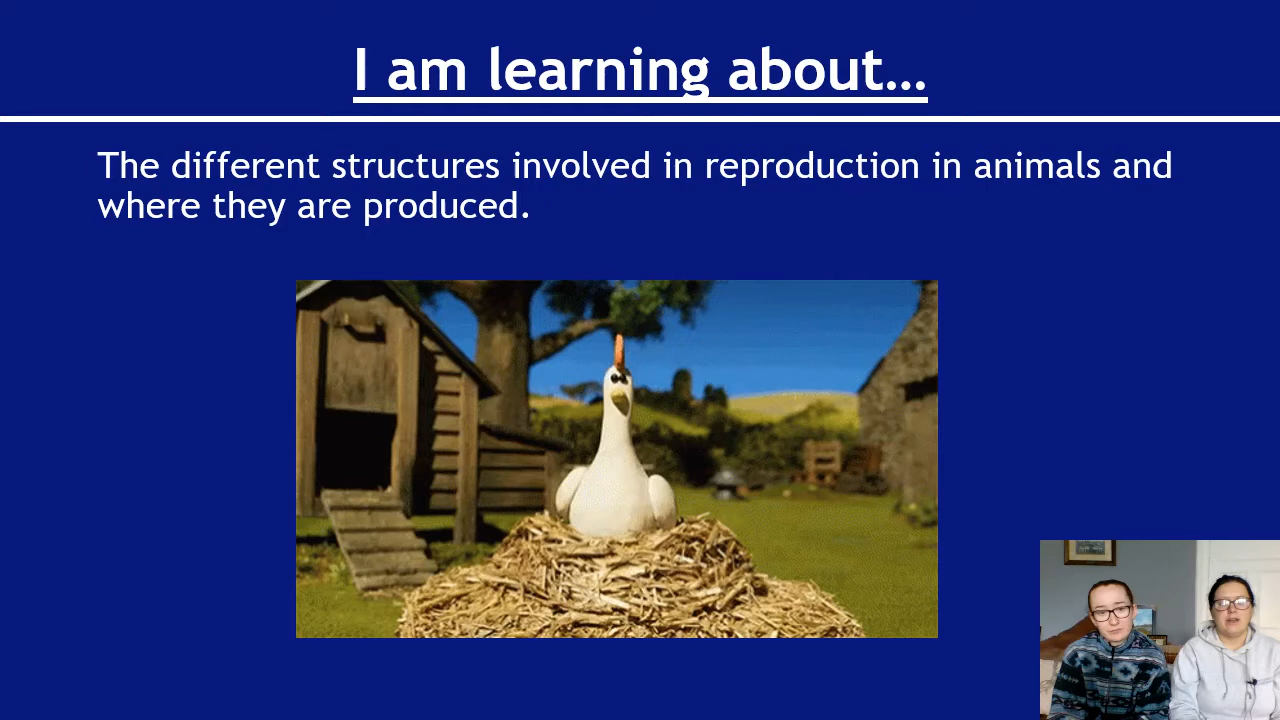 I am learning about…
The different structures involved in reproduction in animals and
where they are produced.